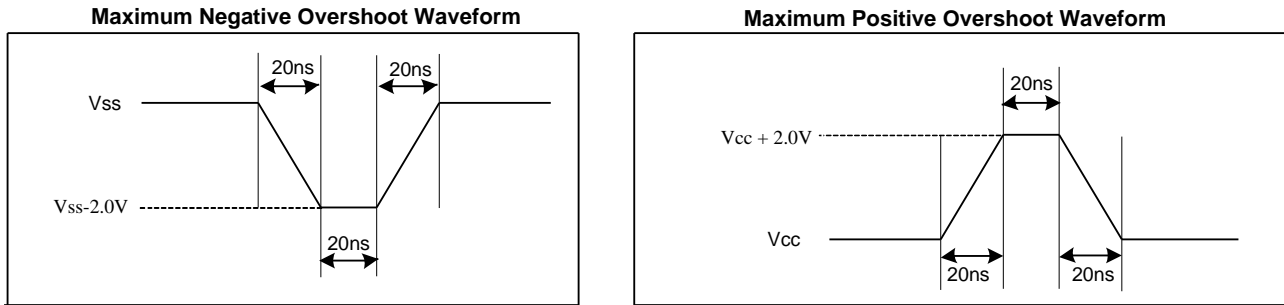 Maximum Negative Overshoot Waveform
20ns
20ns
Vss
Vss-2.0V
20ns
Maximum Positive Overshoot Waveform
20ns
Vcc + 2.0V
Vcc
20ns
20ns